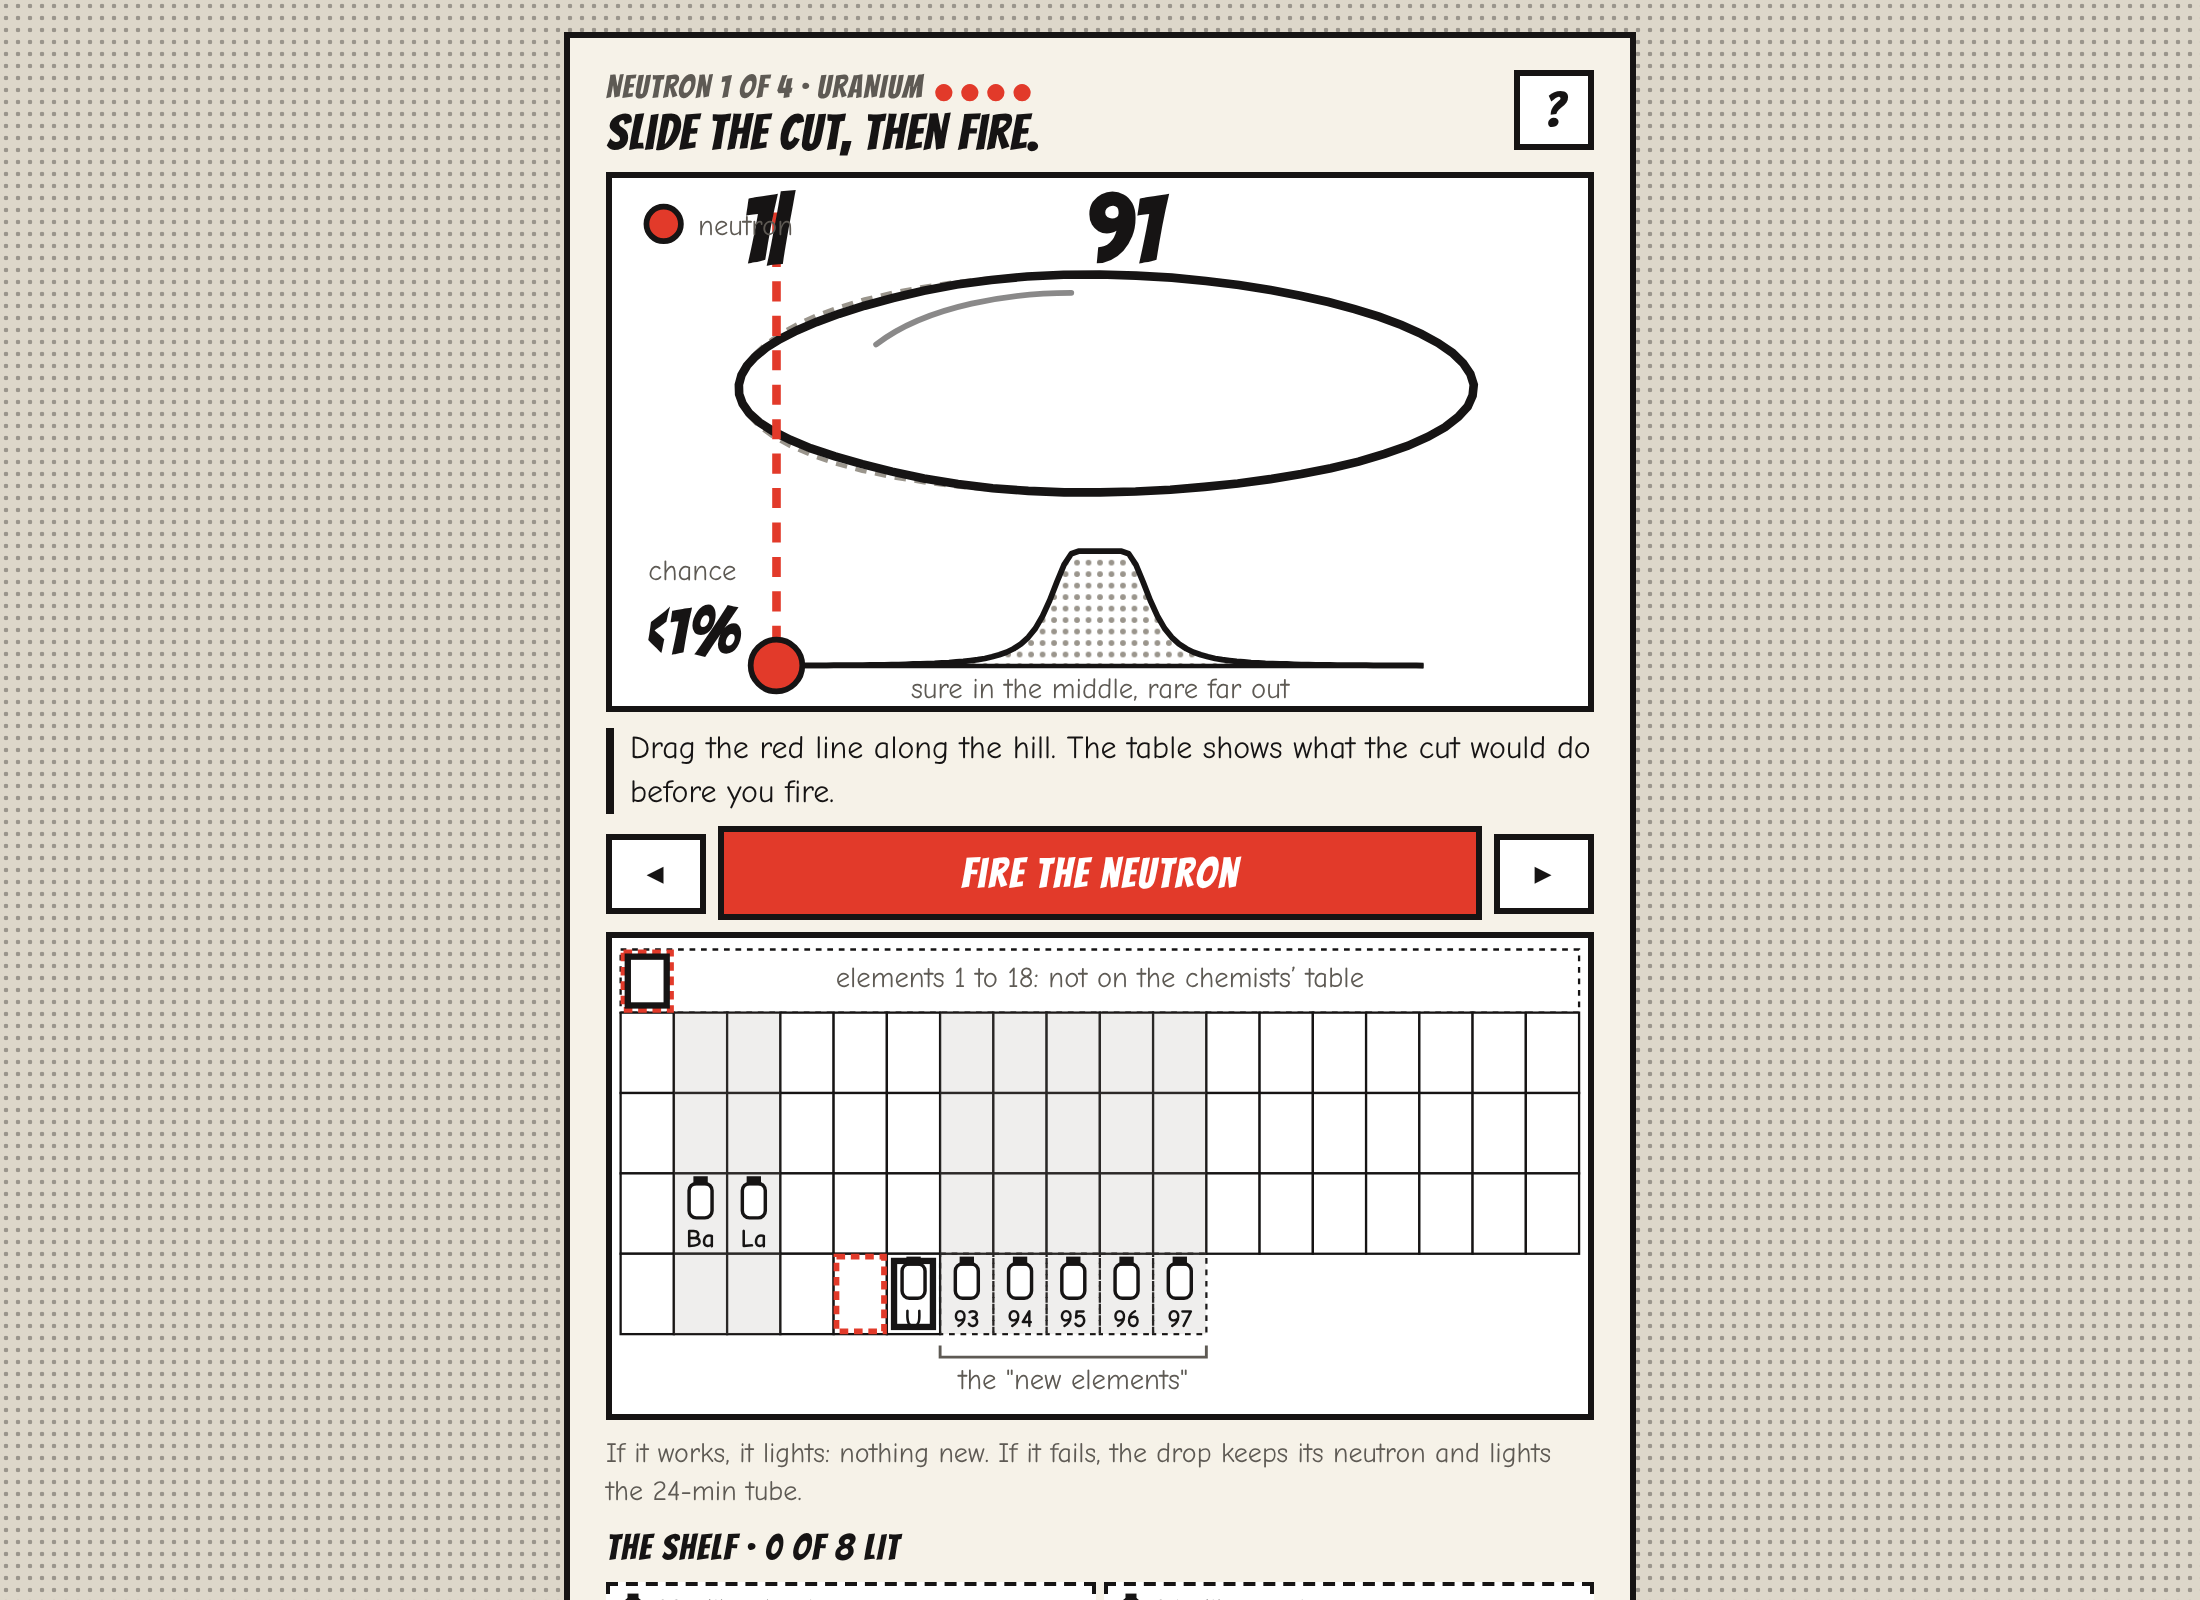 NEUTRON 1 OF 4 · URANIUM
SLIDE THE CUT, THEN FIRE.
?
neutron
1
91
chance
<1%
sure in the middle, rare far out
Drag the red line along the hill. The table shows what the cut would do
before you fire.
◄
FIRE THE NEUTRON
►
elements 1 to 18: not on the chemists' table
Ba La
U 93 94 95 96 97
the "new elements"
If it works, it lights: nothing new. If it fails, the drop keeps its neutron and lights
the 24-min tube.
THE SHELF · 0 OF 8 LIT